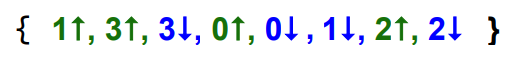 { 1↑, 3↑, 3↓, 0↑, 0↓ , 1↓, 2↑, 2↓ }